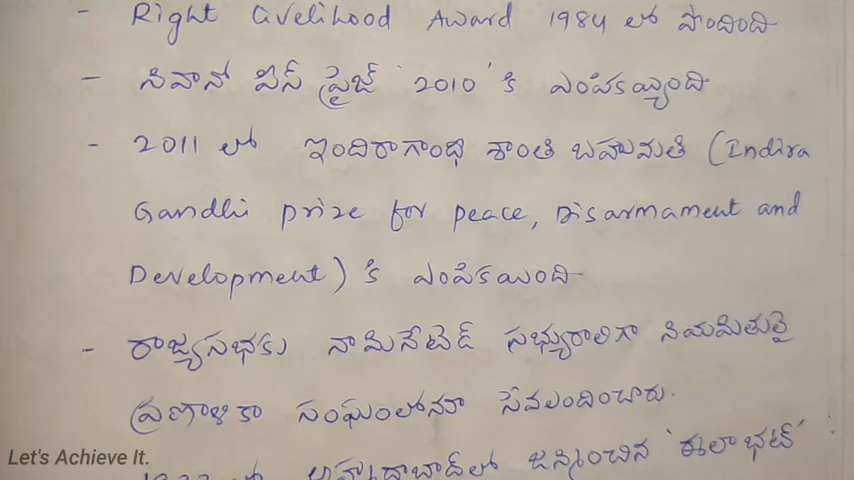 - Right Livelihood Award 1984 లో పొందింది
- నివానో పీస్ ప్రైజ్ '2010' కి ఎంపికయ్యింది
- 2011 లో ఇందిరాగాంధీ శాంతి బహుమతి (Indira
Gandhi prize for peace, Disarmament and
Development) కి ఎంపికయింది
- రాజ్యసభకు నామినేటెడ్ సభ్యురాలిగా నియమితులై
ప్రణాళికా సంఘంలోనూ సేవలందించారు.
లో అహ్మదాబాద్‌లో జన్మించిన 'ఈలా భట్'
Let's Achieve It.